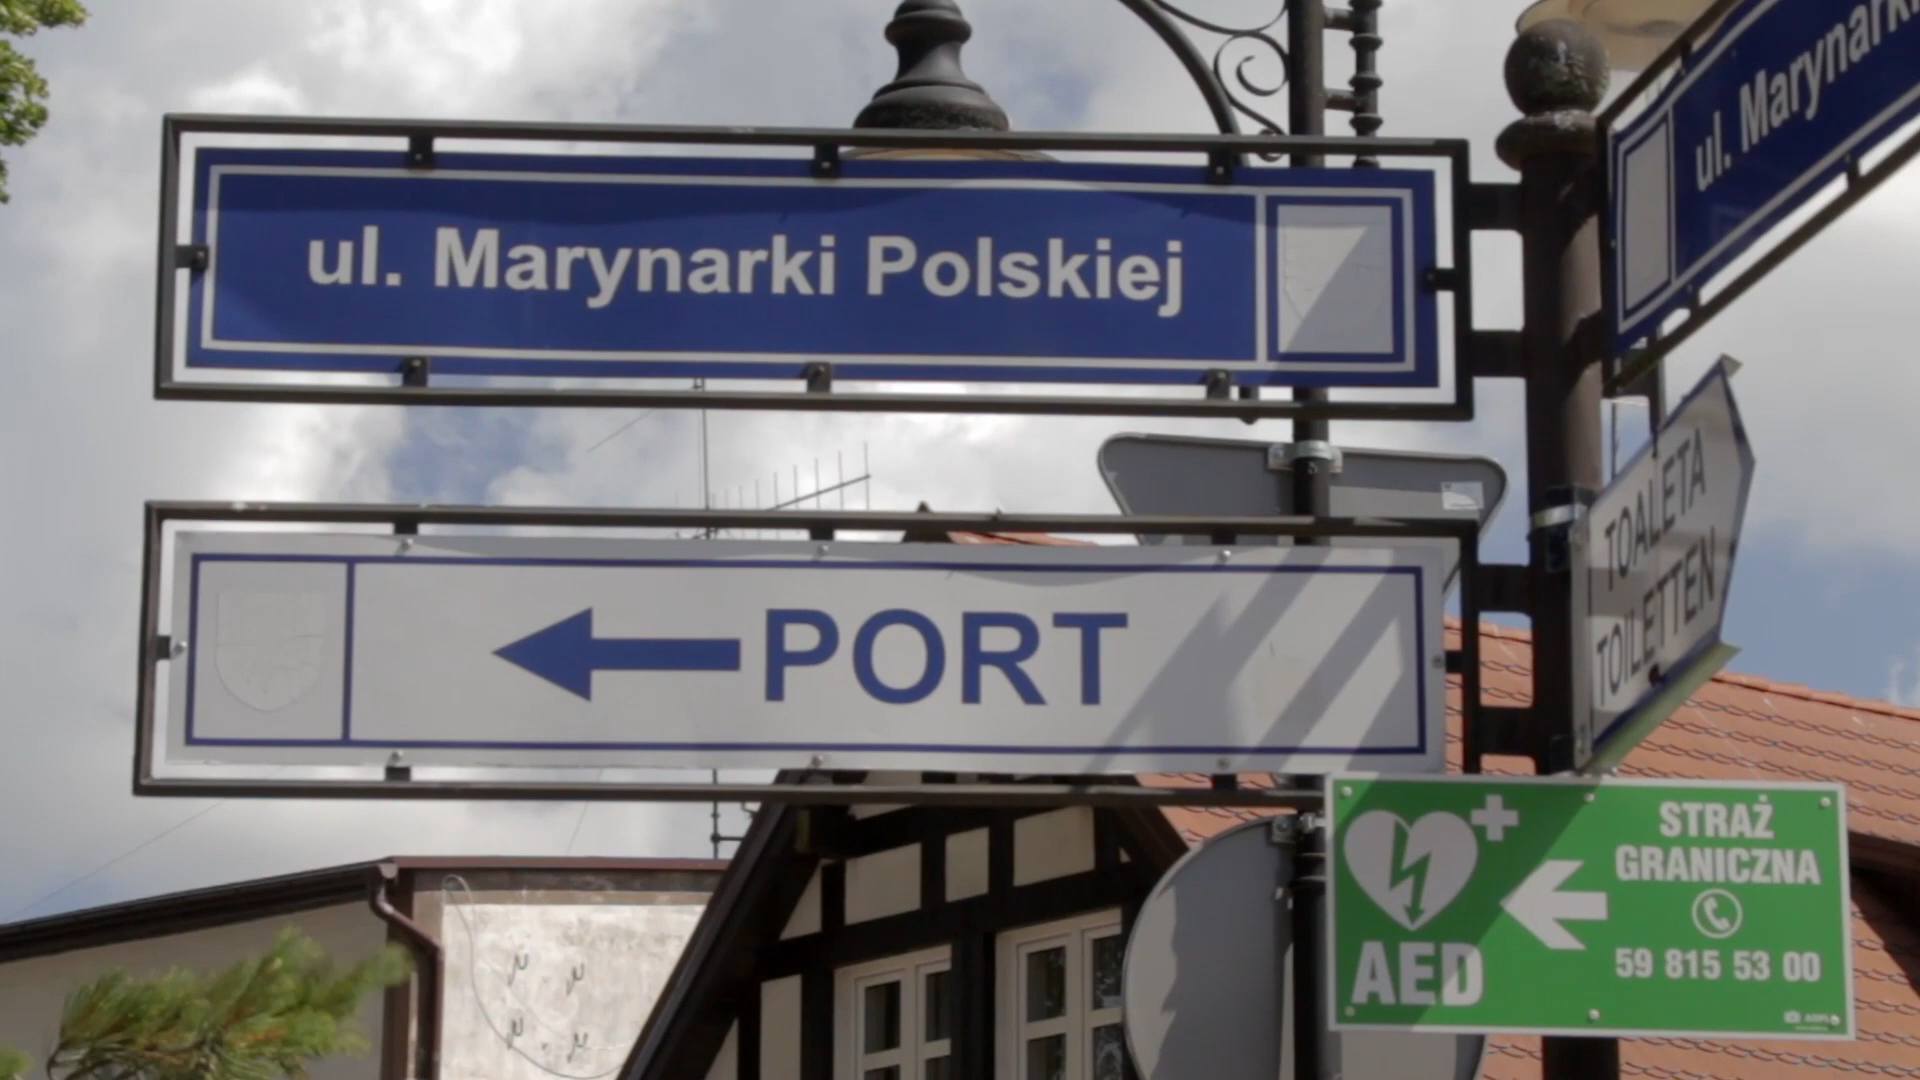 ul. Marynarki Polskiej
ul. Marynarki
PORT
TOALETA
TOILETTEN
STRAŻ
GRANICZNA
AED
59 815 53 00